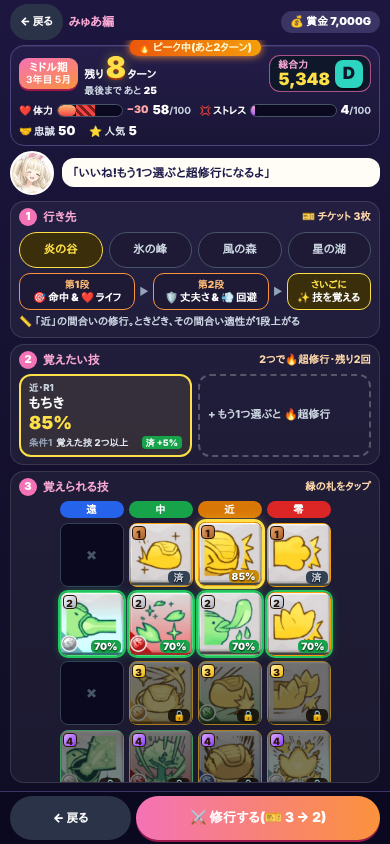 ← 戻る みゅあ編 💰 賞金 7,000G
🔥 ピーク中(あと2ターン)
ミドル期
3年目 5月
残り8ターン
最後まで あと 25
総合力
5,348 D
❤️ 体力 −30 58/100 💢 ストレス 4/100
🤝 忠誠 50 ⭐ 人気 5
「いいね!もう1つ選ぶと超修行になるよ」
1 行き先 🎫 チケット 3枚
炎の谷 氷の峰 風の森 星の湖
第1段
🎯 命中 & ❤️ ライフ
▶
第2段
🛡️ 丈夫さ & 💨 回避
▶
さいごに
✨ 技を覚える
📏 「近」の間合いの修行。ときどき、その間合い適性が1段上がる
2 覚えたい技 2つで🔥超修行・残り2回
近・R1
もちき
85%
条件1 覚えた技 2つ以上 済 +5%
+ もう1つ選ぶと 🔥超修行
3 覚えられる技 緑の札をタップ
遠 中 近 零
× 1 済 1 85% 1 済
2 70% 2 70% 2 70% 2 70%
× 3 🔒 3 🔒 3 🔒
4 4 4 4
← 戻る ⚔️ 修行する(🎫 3 → 2)